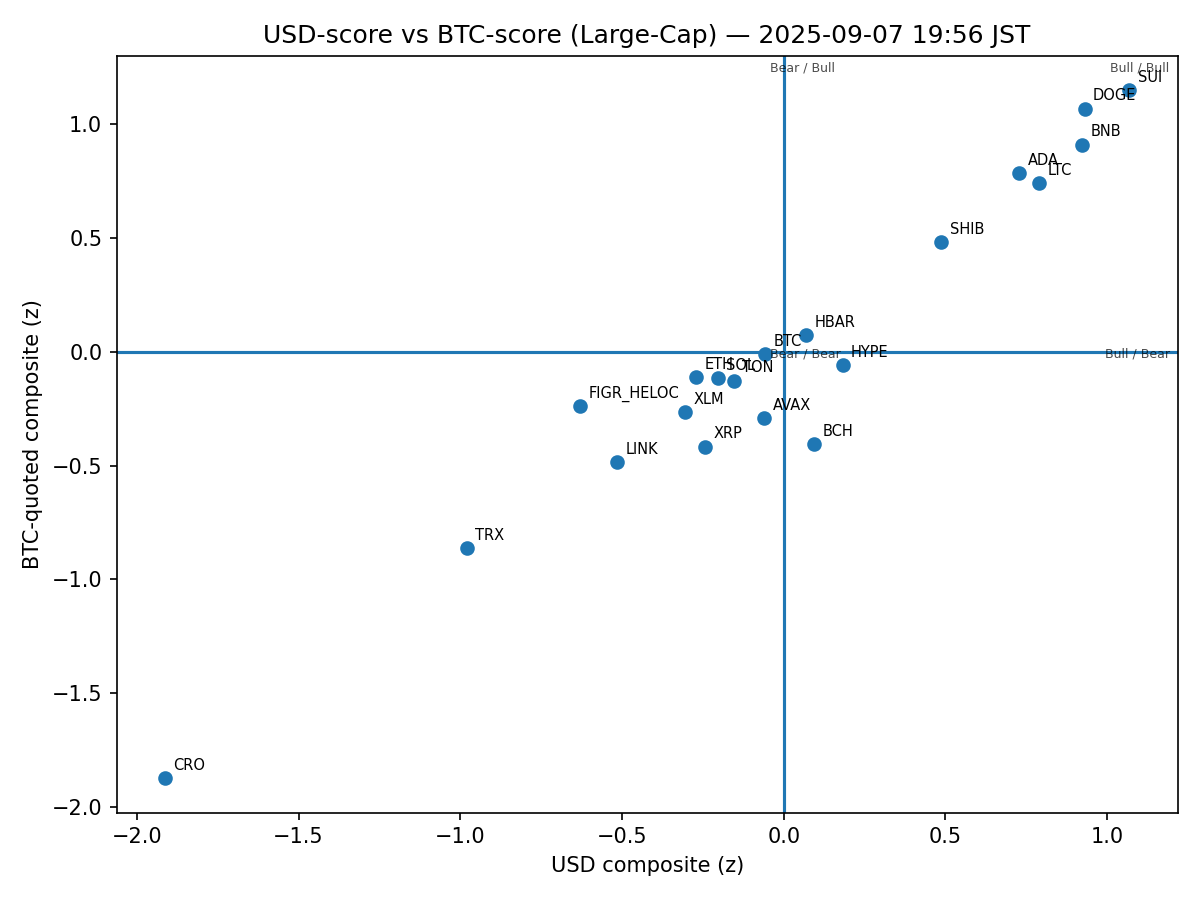 USD-score vs BTC-score (Large-Cap) — 2025-09-07 19:56 JST
Bear / Bull
Bull / Bull
SUI
DOGE
1.0
BNB
ADA
LTC
SHIB
0.5
HBAR
BTC
0.0
Bear / Bear
HYPE
Bull / Bear
ETH
SOL
TON
FIGR_HELOC
XLM
AVAX
XRP
BCH
LINK
−0.5
TRX
−1.0
−1.5
CRO
−2.0
BTC-quoted composite (z)
−2.0 −1.5 −1.0 −0.5 0.0 0.5 1.0
USD composite (z)